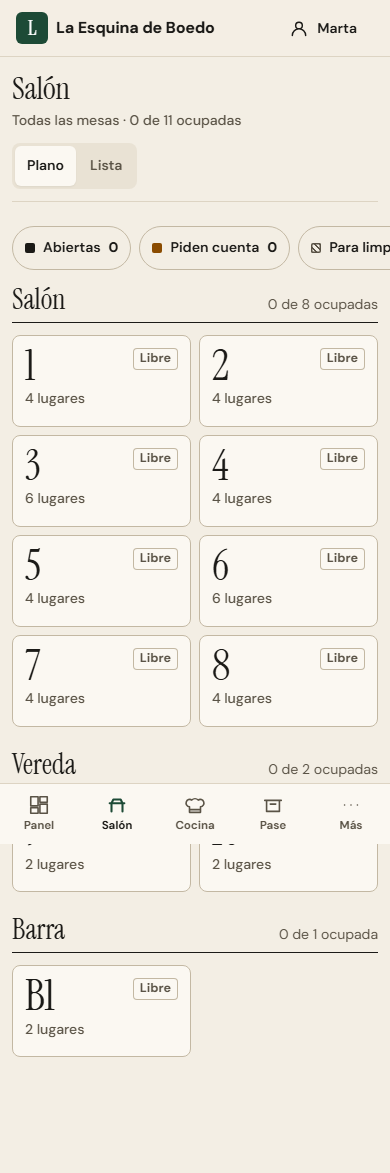 L La Esquina de Boedo Marta
Salón
Todas las mesas · 0 de 11 ocupadas
Plano Lista
Abiertas 0 Piden cuenta 0 Para limp
Salón 0 de 8 ocupadas
1 Libre 2 Libre
4 lugares 4 lugares
3 Libre 4 Libre
6 lugares 4 lugares
5 Libre 6 Libre
4 lugares 6 lugares
7 Libre 8 Libre
4 lugares 4 lugares
Vereda 0 de 2 ocupadas
Panel Salón Cocina Pase Más
2 lugares 2 lugares
Barra 0 de 1 ocupada
B1 Libre
2 lugares